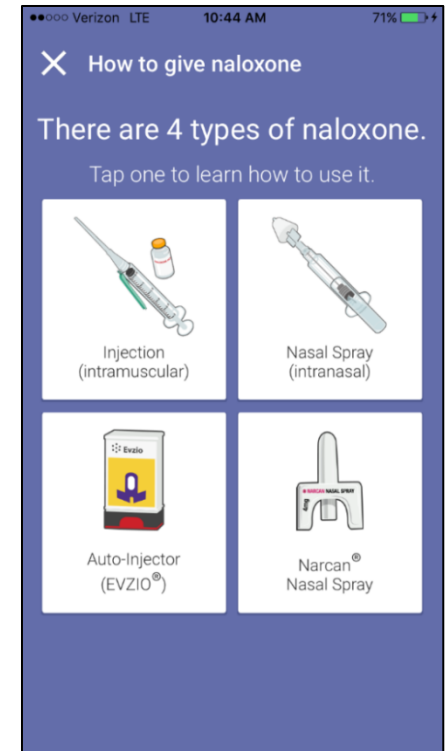 Verizon LTE 10:44 AM 71%
How to give naloxone
There are 4 types of naloxone.
Tap one to learn how to use it.
Injection
(intramuscular)
Nasal Spray
(intranasal)
Evzio
NARCAN NASAL SPRAY
4mg
Auto-Injector
(EVZIO®)
Narcan®
Nasal Spray